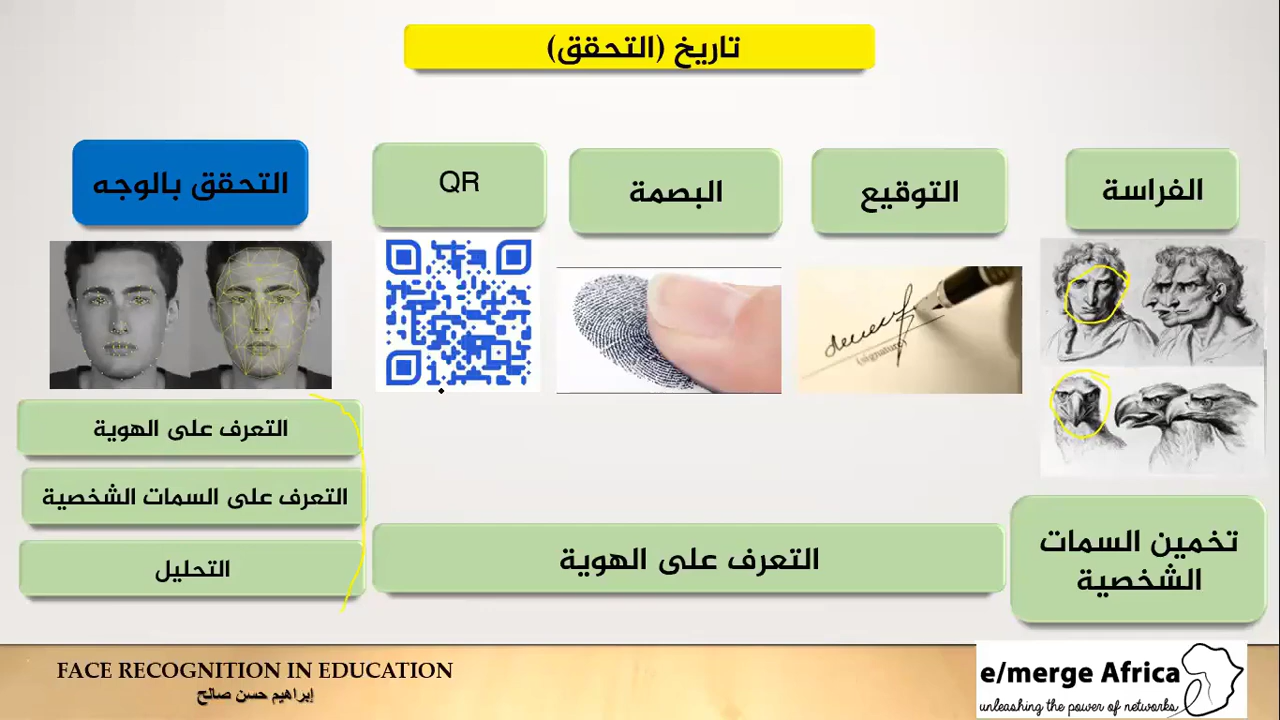 تاريخ (التحقق)
الفراسة
التوقيع
البصمة
QR
التحقق بالوجه
(signature)
التعرف على الهوية
التعرف على السمات الشخصية
التحليل
التعرف على الهوية
تخمين السمات
الشخصية
FACE RECOGNITION IN EDUCATION
إبراهيم حسن صالح
e/merge Africa
unleashing the power of networks